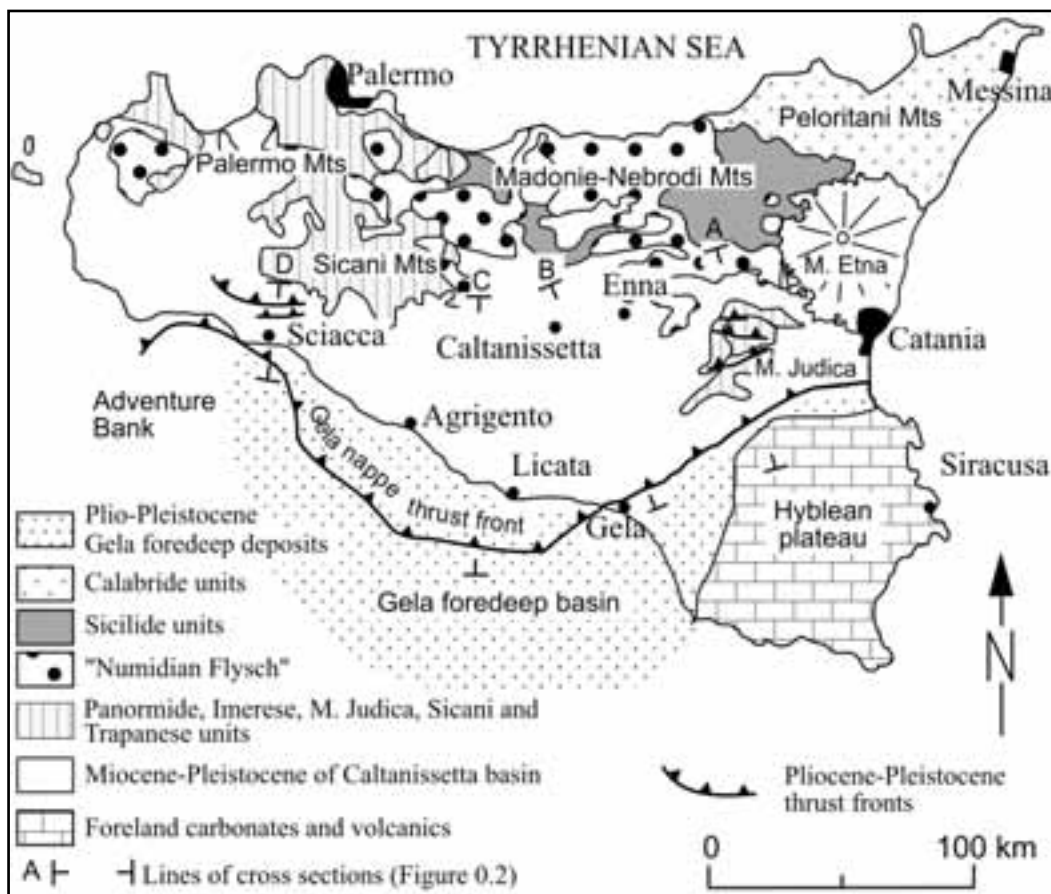 TYRRHENIAN SEA
Palermo
Messina
Peloritani Mts
Palermo Mts
Madonie-Nebrodi Mts
A
D
Sicani Mts
C
B
Enna
M. Etna
Sciacca
Caltanissetta
Catania
M. Judica
Adventure
Bank
Agrigento
Licata
Siracusa
Gela nappe
thrust front
Gela
Hyblean
plateau
Gela foredeep basin
N
Plio-Pleistocene
Gela foredeep deposits
Calabride units
Sicilide units
"Numidian Flysch"
Panormide, Imerese, M. Judica, Sicani and
Trapanese units
Miocene-Pleistocene of Caltanissetta basin
Foreland carbonates and volcanics
A Lines of cross sections (Figure 0.2)
Pliocene-Pleistocene
thrust fronts
0 100 km